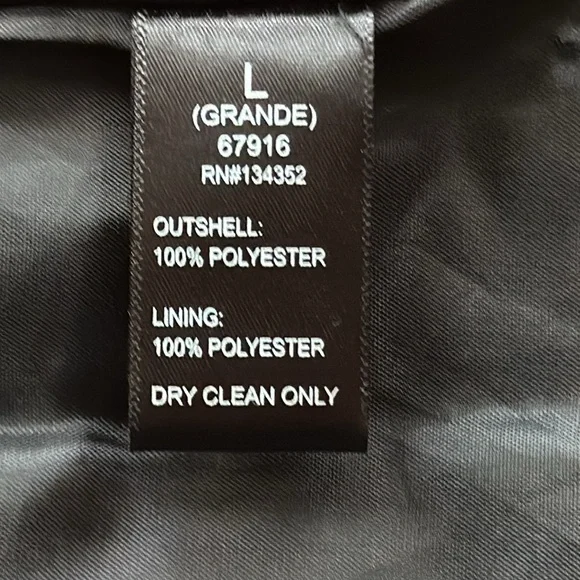 L
(GRANDE)
67916
RN#134352
OUTSHELL:
100% POLYESTER
LINING:
100% POLYESTER
DRY CLEAN ONLY